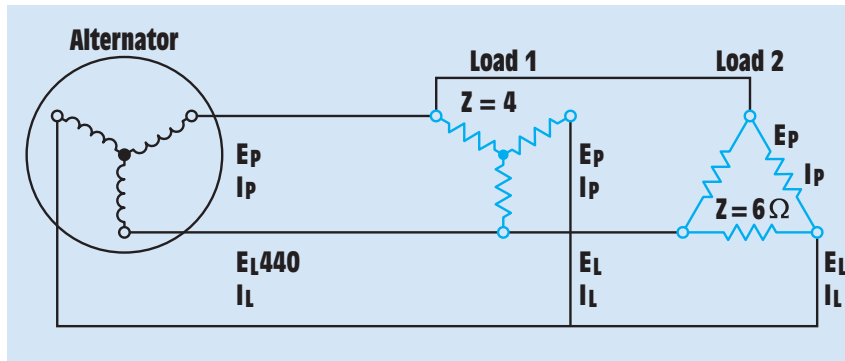 Alternator
Load 1
Load 2
Z = 4
EP
IP
EP
IP
EP
IP
Z = 6 Ω
EL440
IL
EL
IL
EL
IL